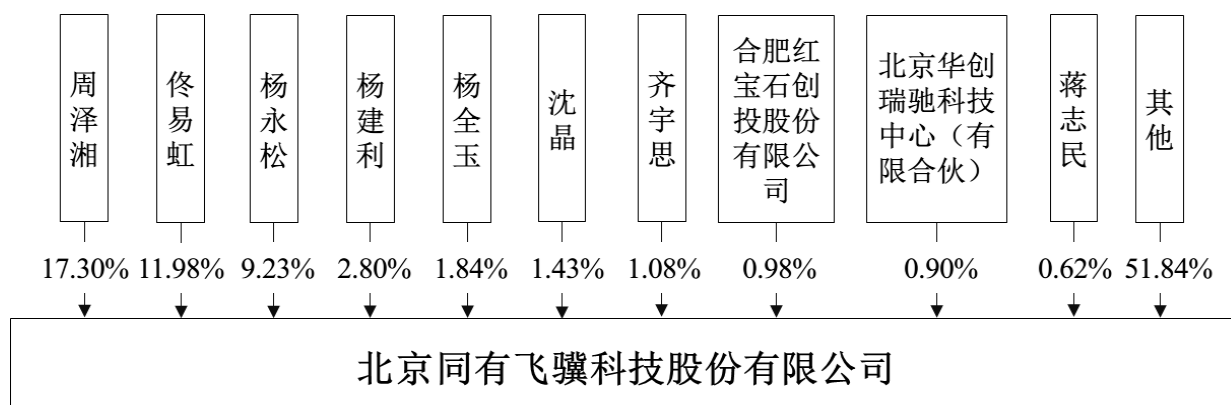 周泽湘
佟易虹
杨永松
杨建利
杨全玉
沈晶
齐宇思
合肥红
宝石创
投股份
有限公
司
北京华创
瑞驰科技
中心（有
限合伙）
蒋志民
其他
17.30%
11.98%
9.23%
2.80%
1.84%
1.43%
1.08%
0.98%
0.90%
0.62%
51.84%
北京同有飞骥科技股份有限公司